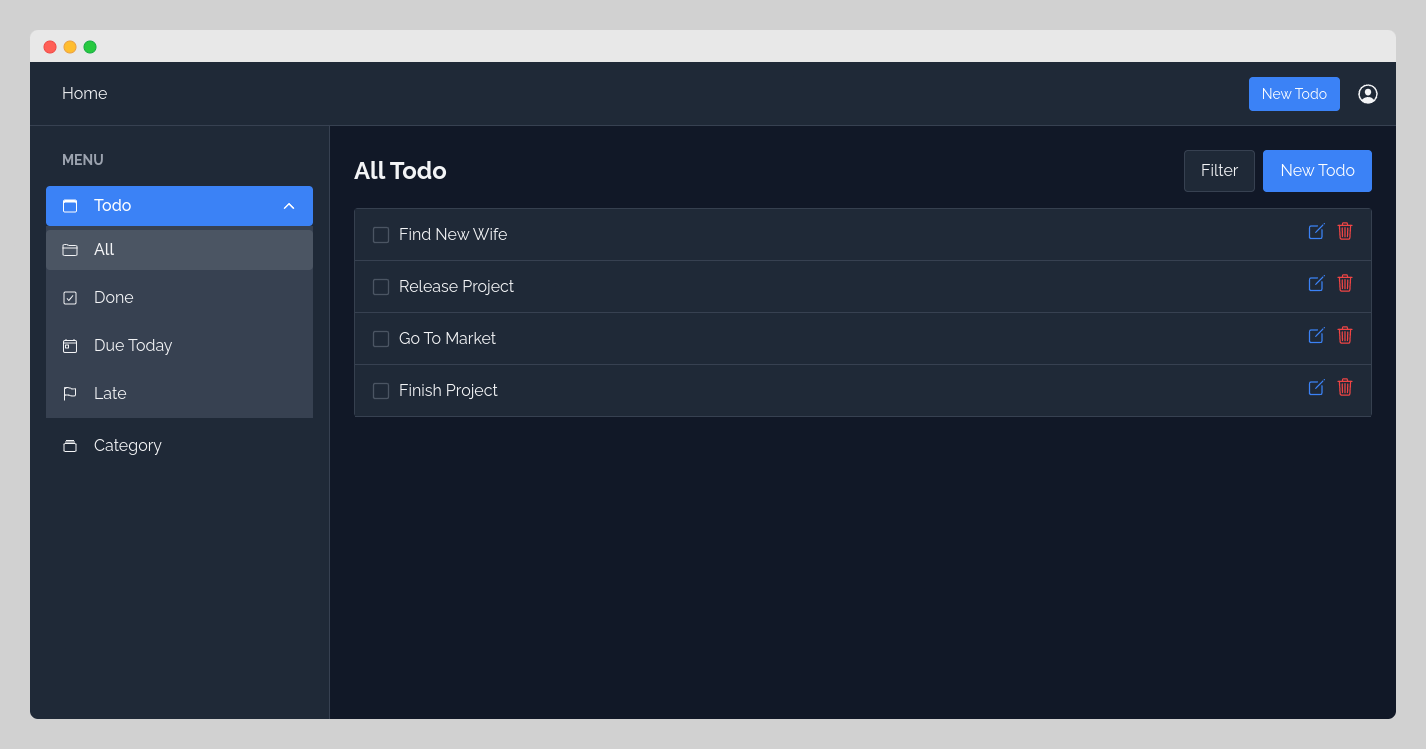 Home
New Todo
MENU
Todo
All
Done
Due Today
Late
Category
All Todo
Filter
New Todo
Find New Wife
Release Project
Go To Market
Finish Project